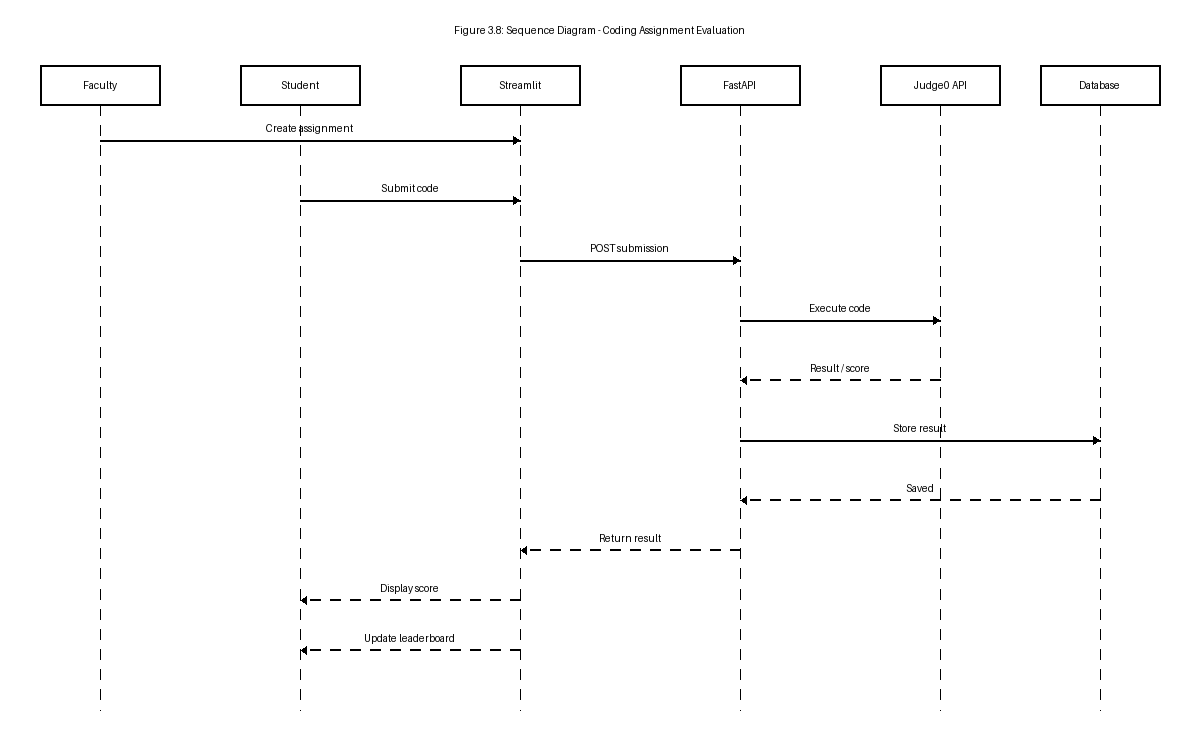 Figure 3.8: Sequence Diagram - Coding Assignment Evaluation
Faculty
Student
Streamlit
FastAPI
Judge0 API
Database
Create assignment
Submit code
POST submission
Execute code
Result / score
Store result
Saved
Return result
Display score
Update leaderboard